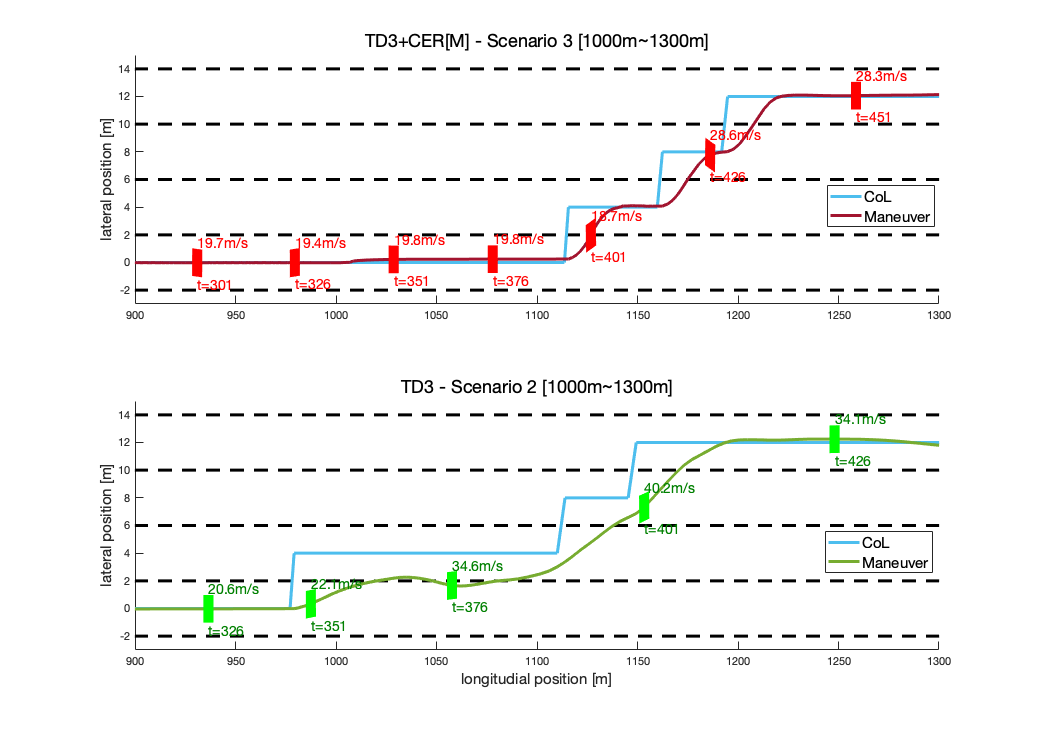 TD3+CER[M] - Scenario 3 [1000m~1300m]
lateral position [m]
14
12
10
8
6
4
2
0
-2
900
950
1000
1050
1100
1150
1200
1250
1300
19.7m/s
t=301
19.4m/s
t=326
19.8m/s
t=351
19.8m/s
t=376
18.7m/s
t=401
28.6m/s
t=426
28.3m/s
t=451
CoL
Maneuver
TD3 - Scenario 2 [1000m~1300m]
lateral position [m]
14
12
10
8
6
4
2
0
-2
900
950
1000
1050
1100
1150
1200
1250
1300
20.6m/s
t=326
22.1m/s
t=351
34.6m/s
t=376
40.2m/s
t=401
34.1m/s
t=426
CoL
Maneuver
longitudial position [m]